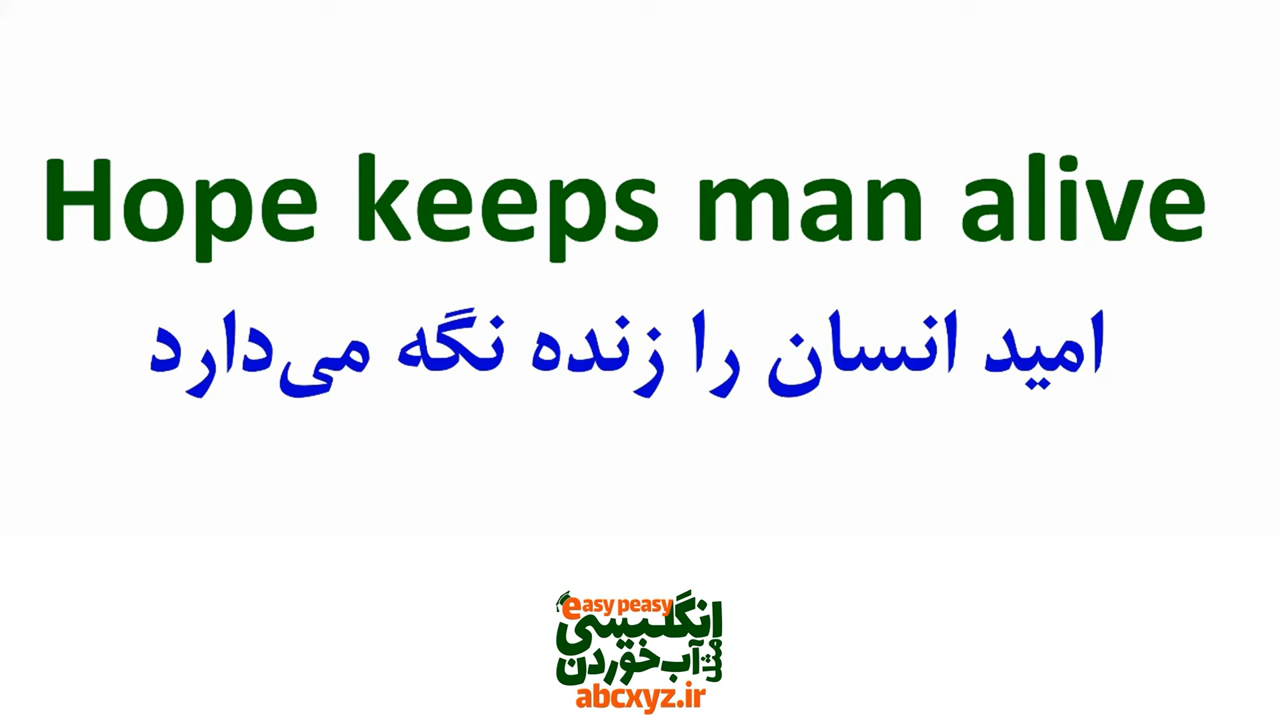 Hope keeps man alive
امید انسان را زنده نگه می‌دارد
easy peasy
انگلیسی
مثل آب خوردن
abcxyz.ir